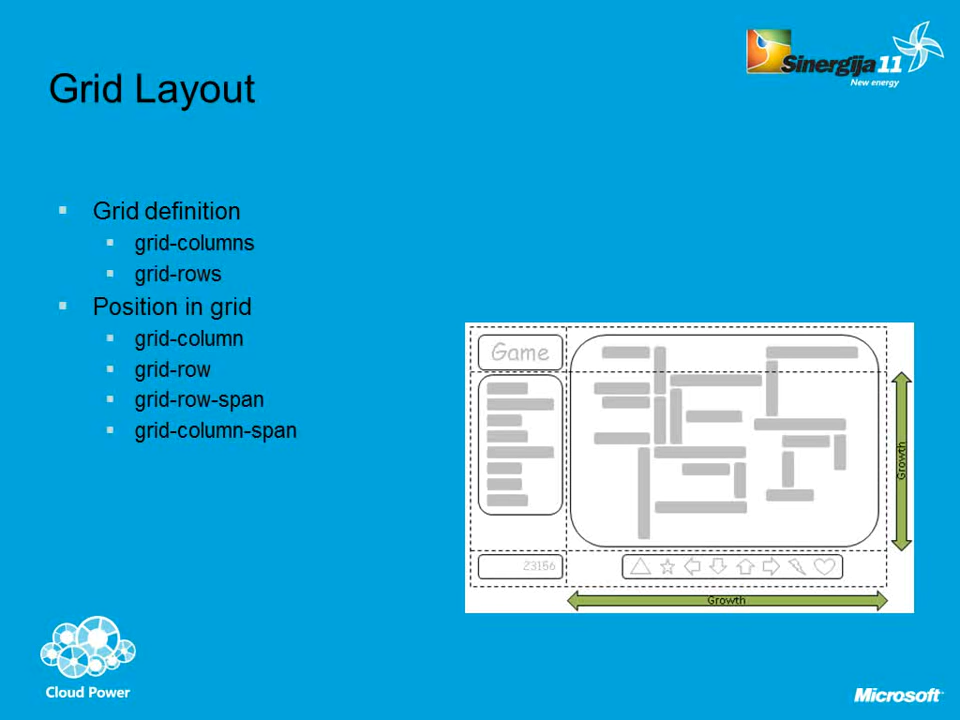 Sinergija 11
New energy
Grid Layout
Grid definition
grid-columns
grid-rows
Position in grid
grid-column
grid-row
grid-row-span
grid-column-span
Game
Growth
23156
Growth
Cloud Power
Microsoft